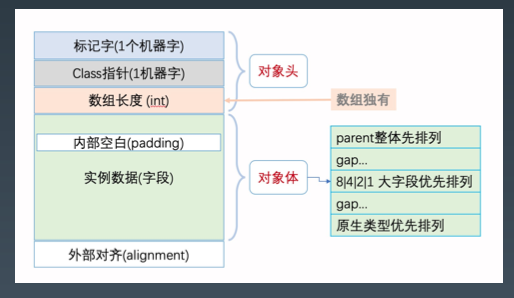 标记字(1个机器字)
Class指针(1机器字)
对象头
数组长度 (int)
数组独有
内部空白(padding)
实例数据(字段)
对象体
parent整体先排列
gap...
8|4|2|1 大字段优先排列
gap...
原生类型优先排列
外部对齐(alignment)